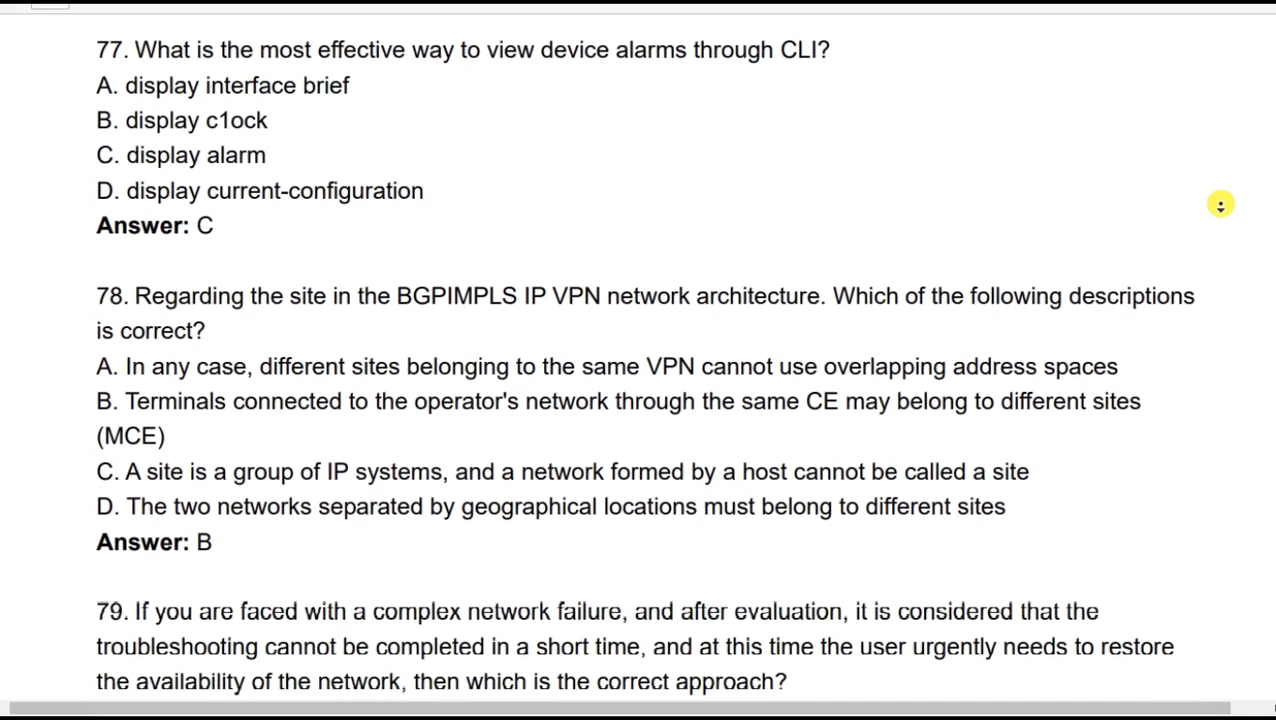 77. What is the most effective way to view device alarms through CLI?
A. display interface brief
B. display c1ock
C. display alarm
D. display current-configuration
Answer: C
78. Regarding the site in the BGPIMPLS IP VPN network architecture. Which of the following descriptions
is correct?
A. In any case, different sites belonging to the same VPN cannot use overlapping address spaces
B. Terminals connected to the operator's network through the same CE may belong to different sites
(MCE)
C. A site is a group of IP systems, and a network formed by a host cannot be called a site
D. The two networks separated by geographical locations must belong to different sites
Answer: B
79. If you are faced with a complex network failure, and after evaluation, it is considered that the
troubleshooting cannot be completed in a short time, and at this time the user urgently needs to restore
the availability of the network, then which is the correct approach?